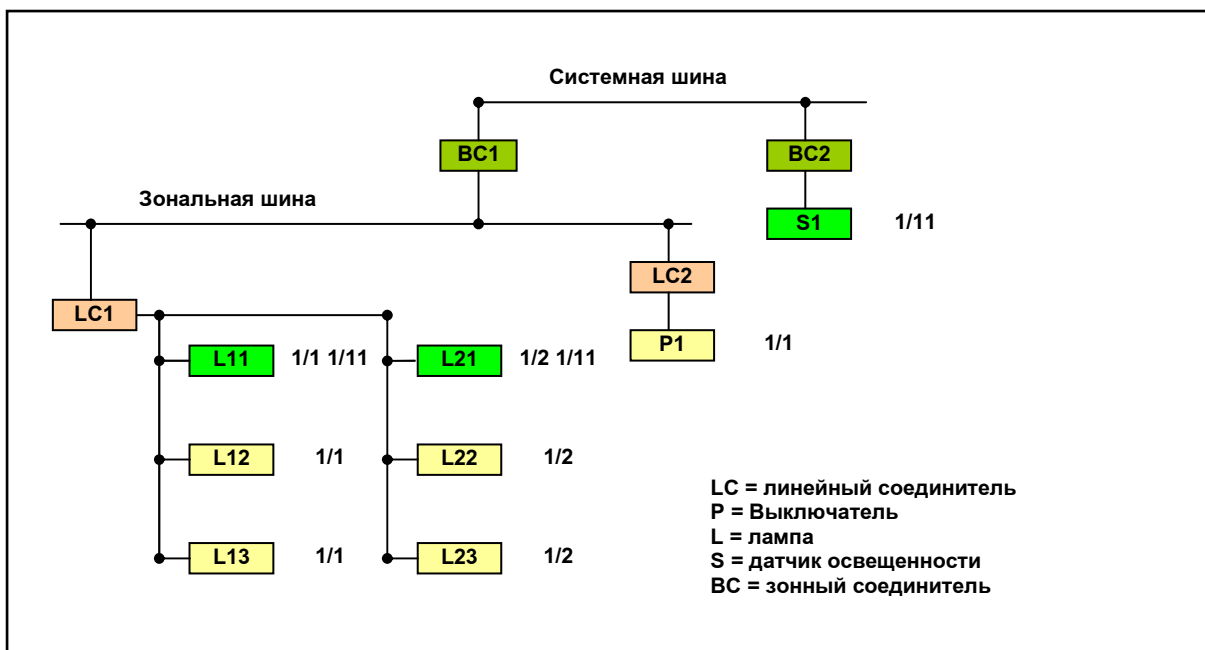 Системная шина
BC1
BC2
Зональная шина
S1 1/11
LC2
LC1
P1 1/1
L11 1/1 1/11 L21 1/2 1/11
L12 1/1 L22 1/2
L13 1/1 L23 1/2
LC = линейный соединитель
P = Выключатель
L = лампа
S = датчик освещенности
BC = зонный соединитель